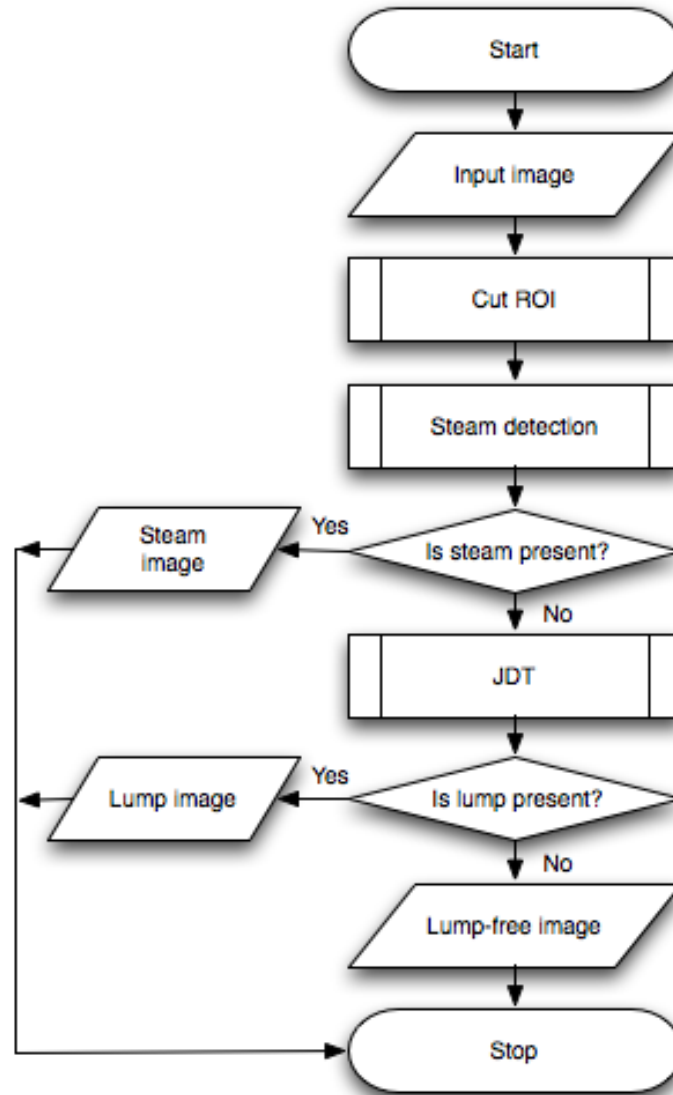 Start
Input image
Cut ROI
Steam detection
Is steam present?
Yes
Steam
image
No
JDT
Is lump present?
Yes
Lump image
No
Lump-free image
Stop